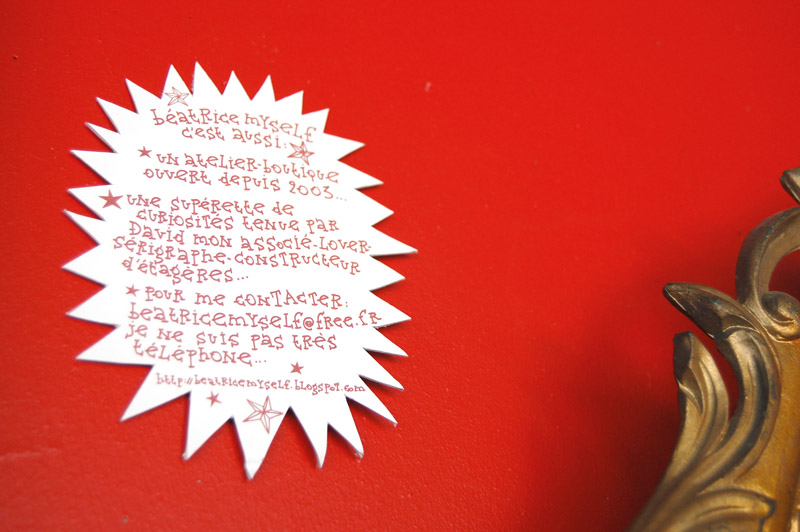 béatrice myself
c'est aussi:
un atelier-boutique
ouvert depuis 2003...
une supérette de
curiosités tenue par
David mon associé-lover-
sérigraphe-constructeur
d'étagères...
pour me contacter:
beatricemyself@free.fr
je ne suis pas très
téléphone...
http://beatricemyself.blogspot.com